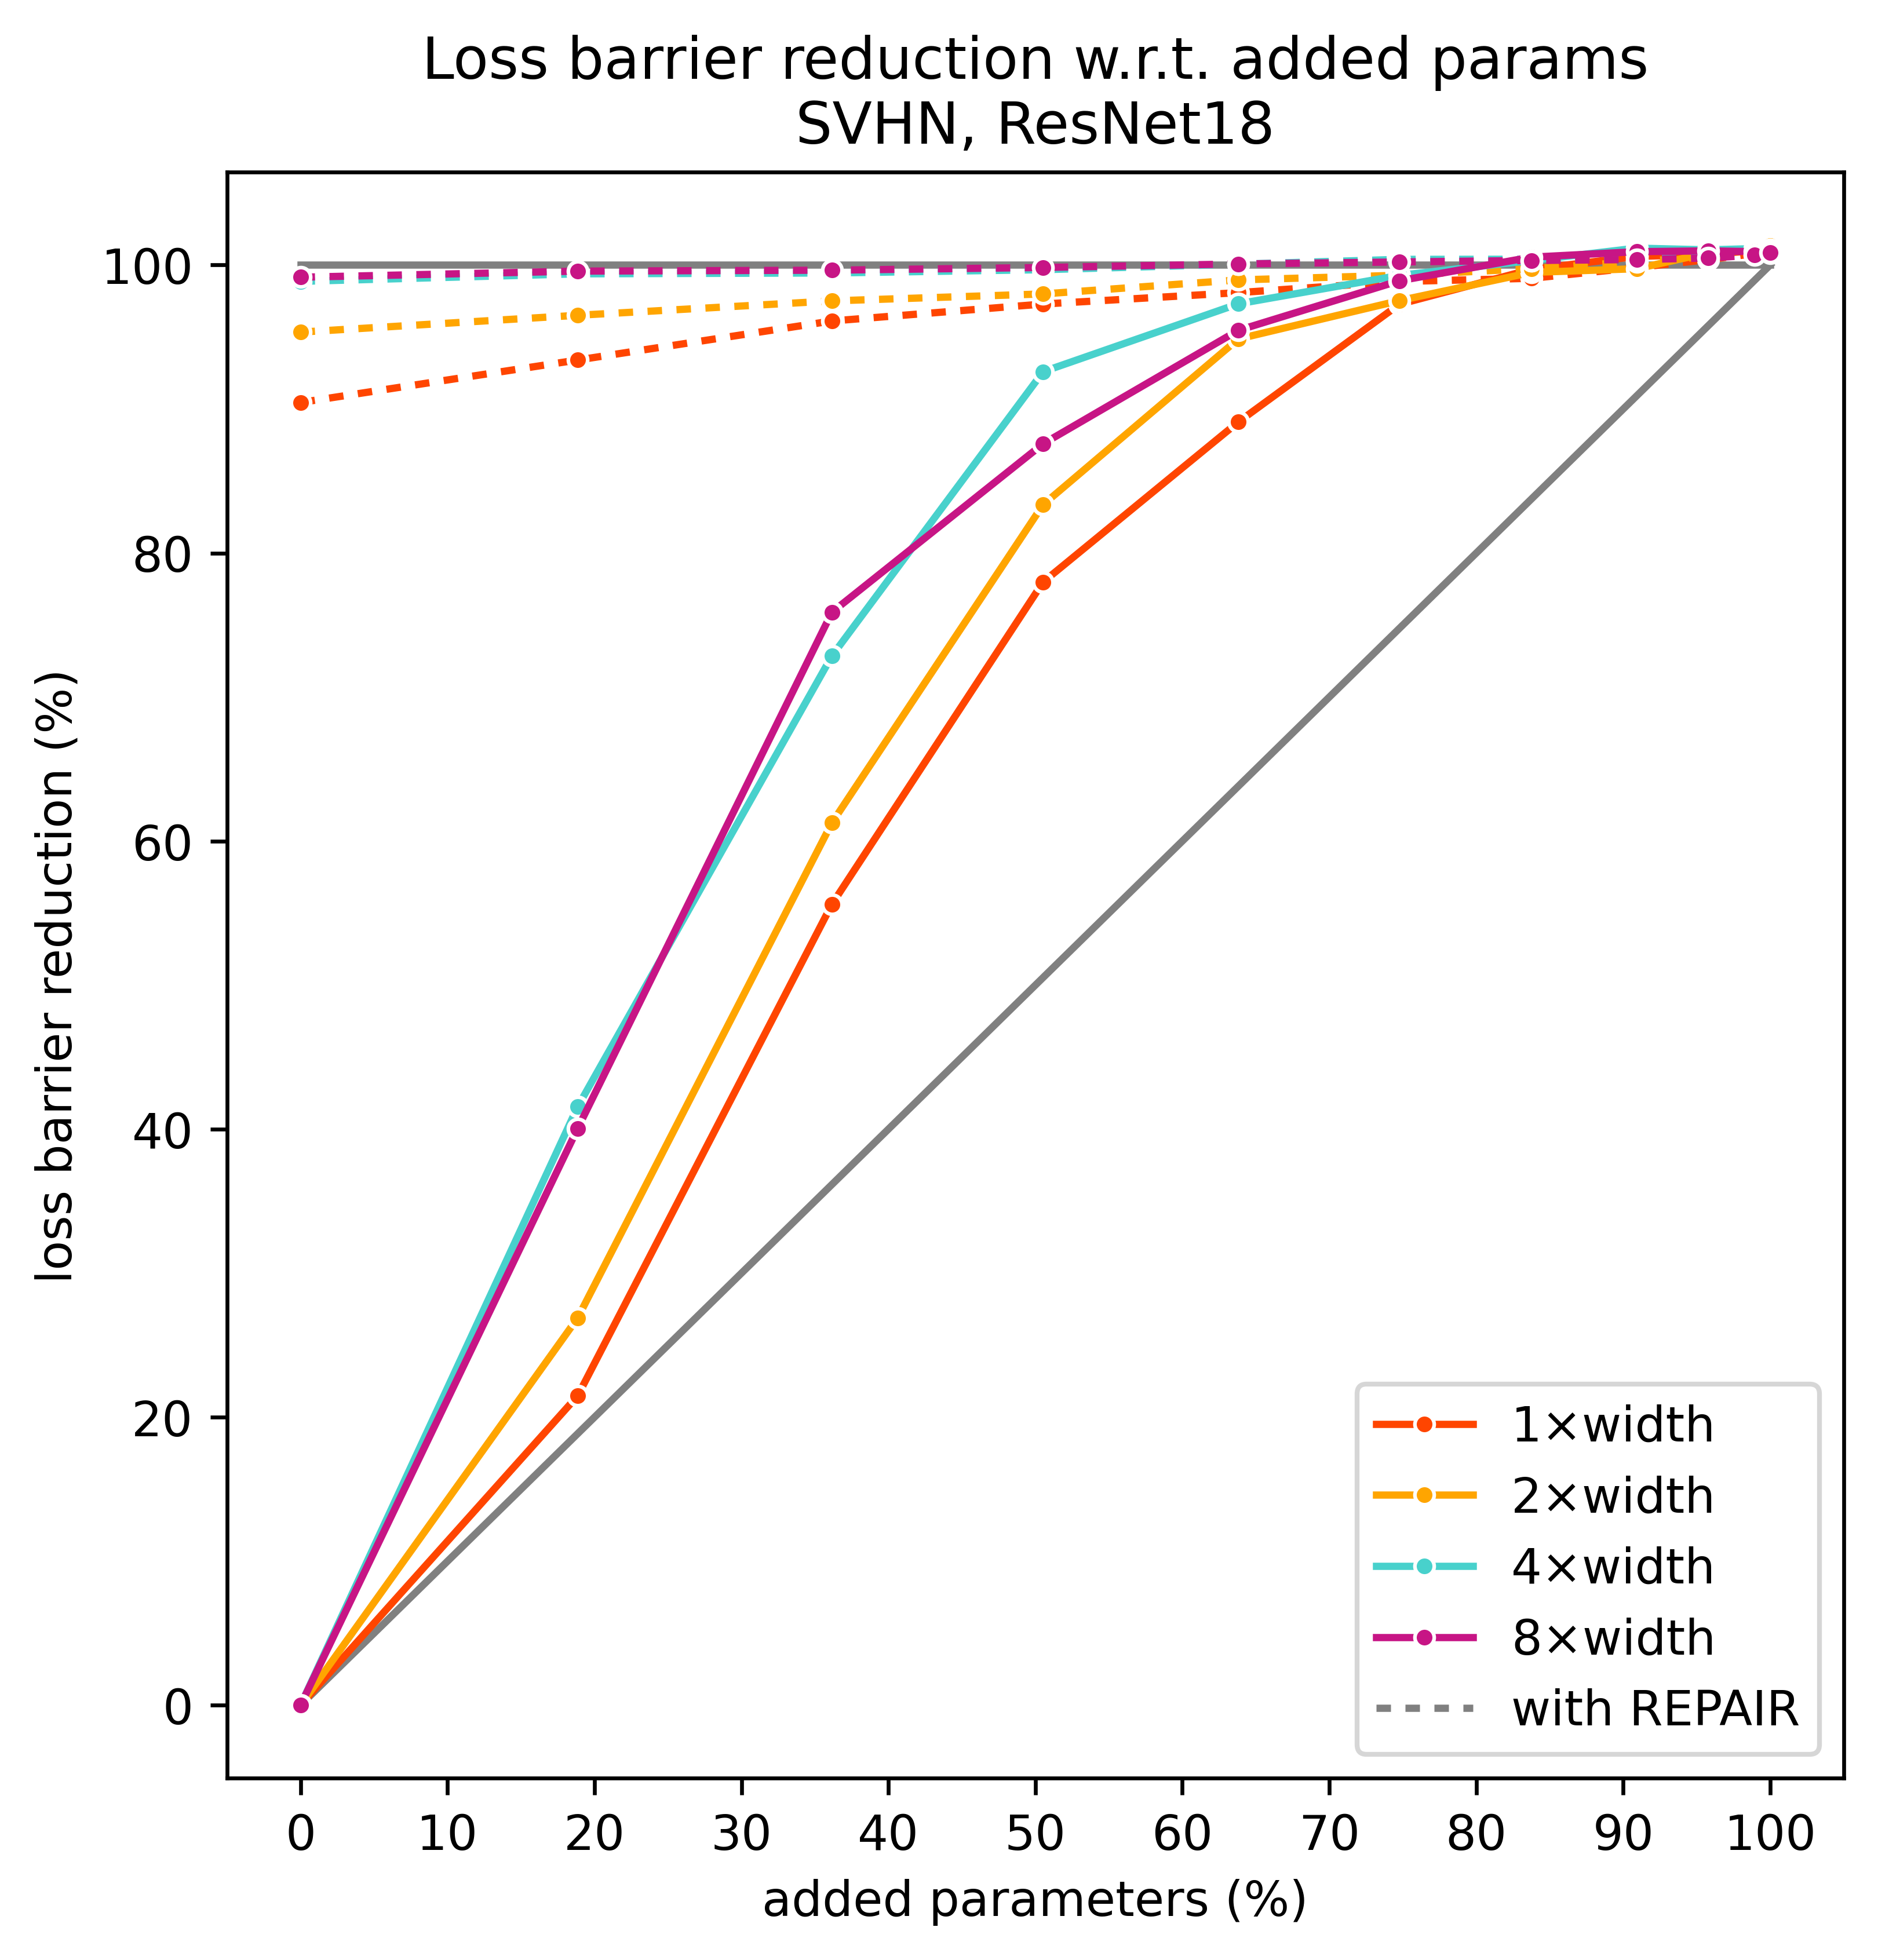 Loss barrier reduction w.r.t. added params
SVHN, ResNet18
loss barrier reduction (%)
100
80
60
40
20
0
1×width
2×width
4×width
8×width
with REPAIR
0 10 20 30 40 50 60 70 80 90 100
added parameters (%)